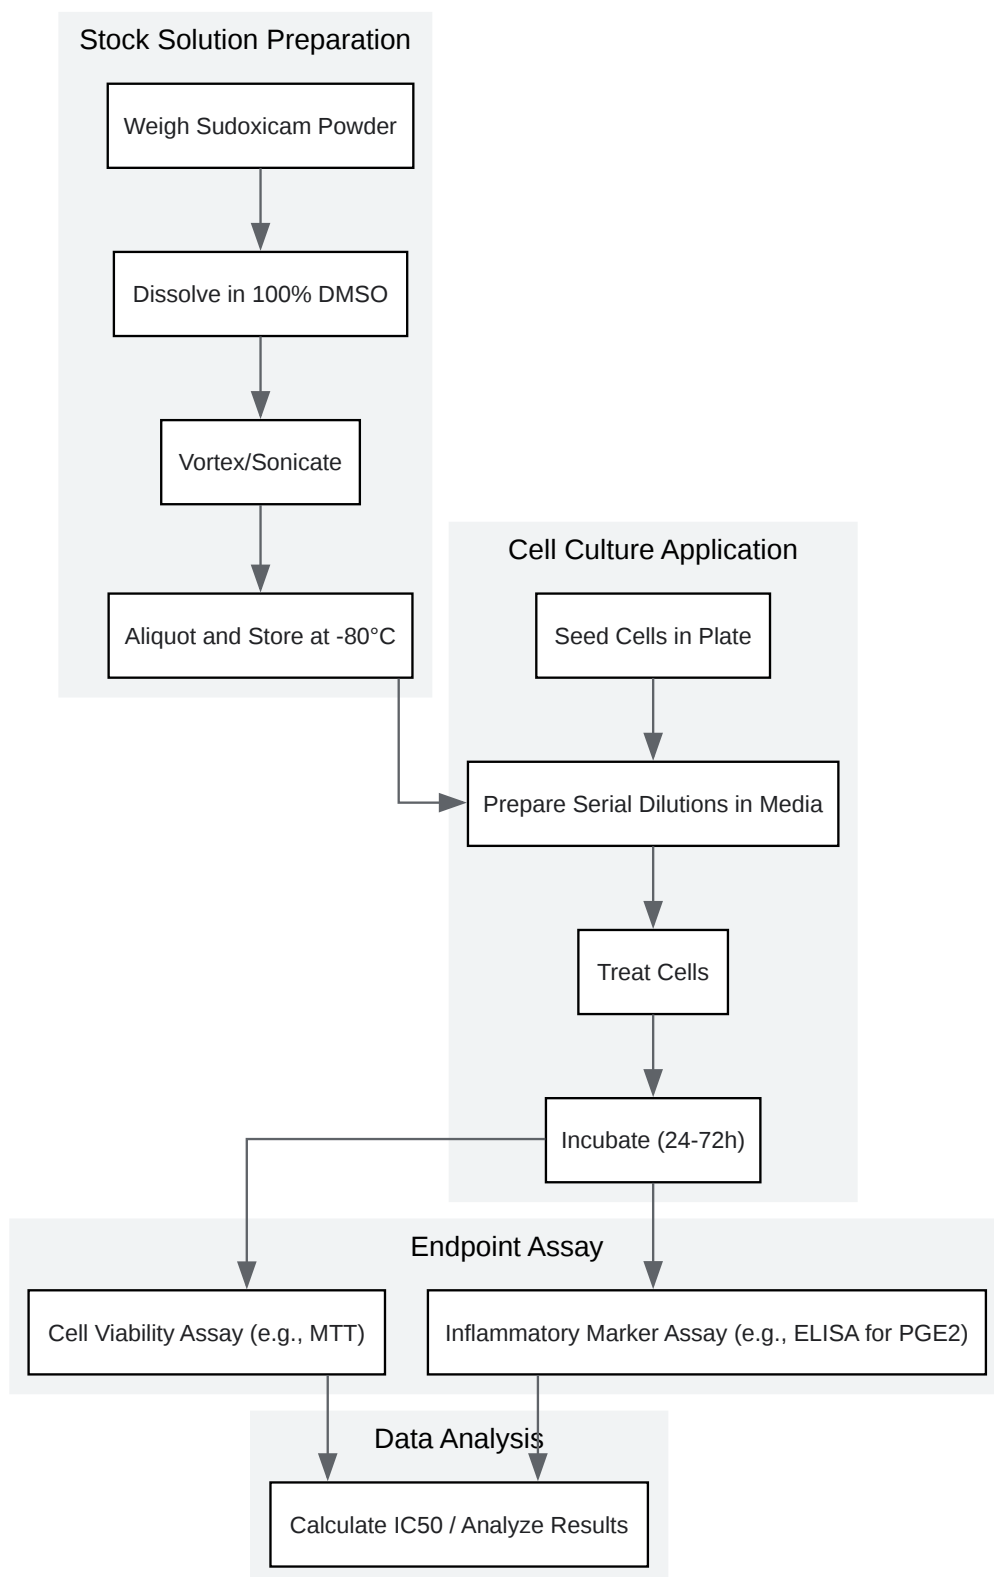 Stock Solution Preparation
Weigh Sudoxicam Powder
Dissolve in 100% DMSO
Vortex/Sonicate
Aliquot and Store at -80°C
Cell Culture Application
Seed Cells in Plate
Prepare Serial Dilutions in Media
Treat Cells
Incubate (24-72h)
Endpoint Assay
Cell Viability Assay (e.g., MTT)
Inflammatory Marker Assay (e.g., ELISA for PGE2)
Data Analysis
Calculate IC50 / Analyze Results